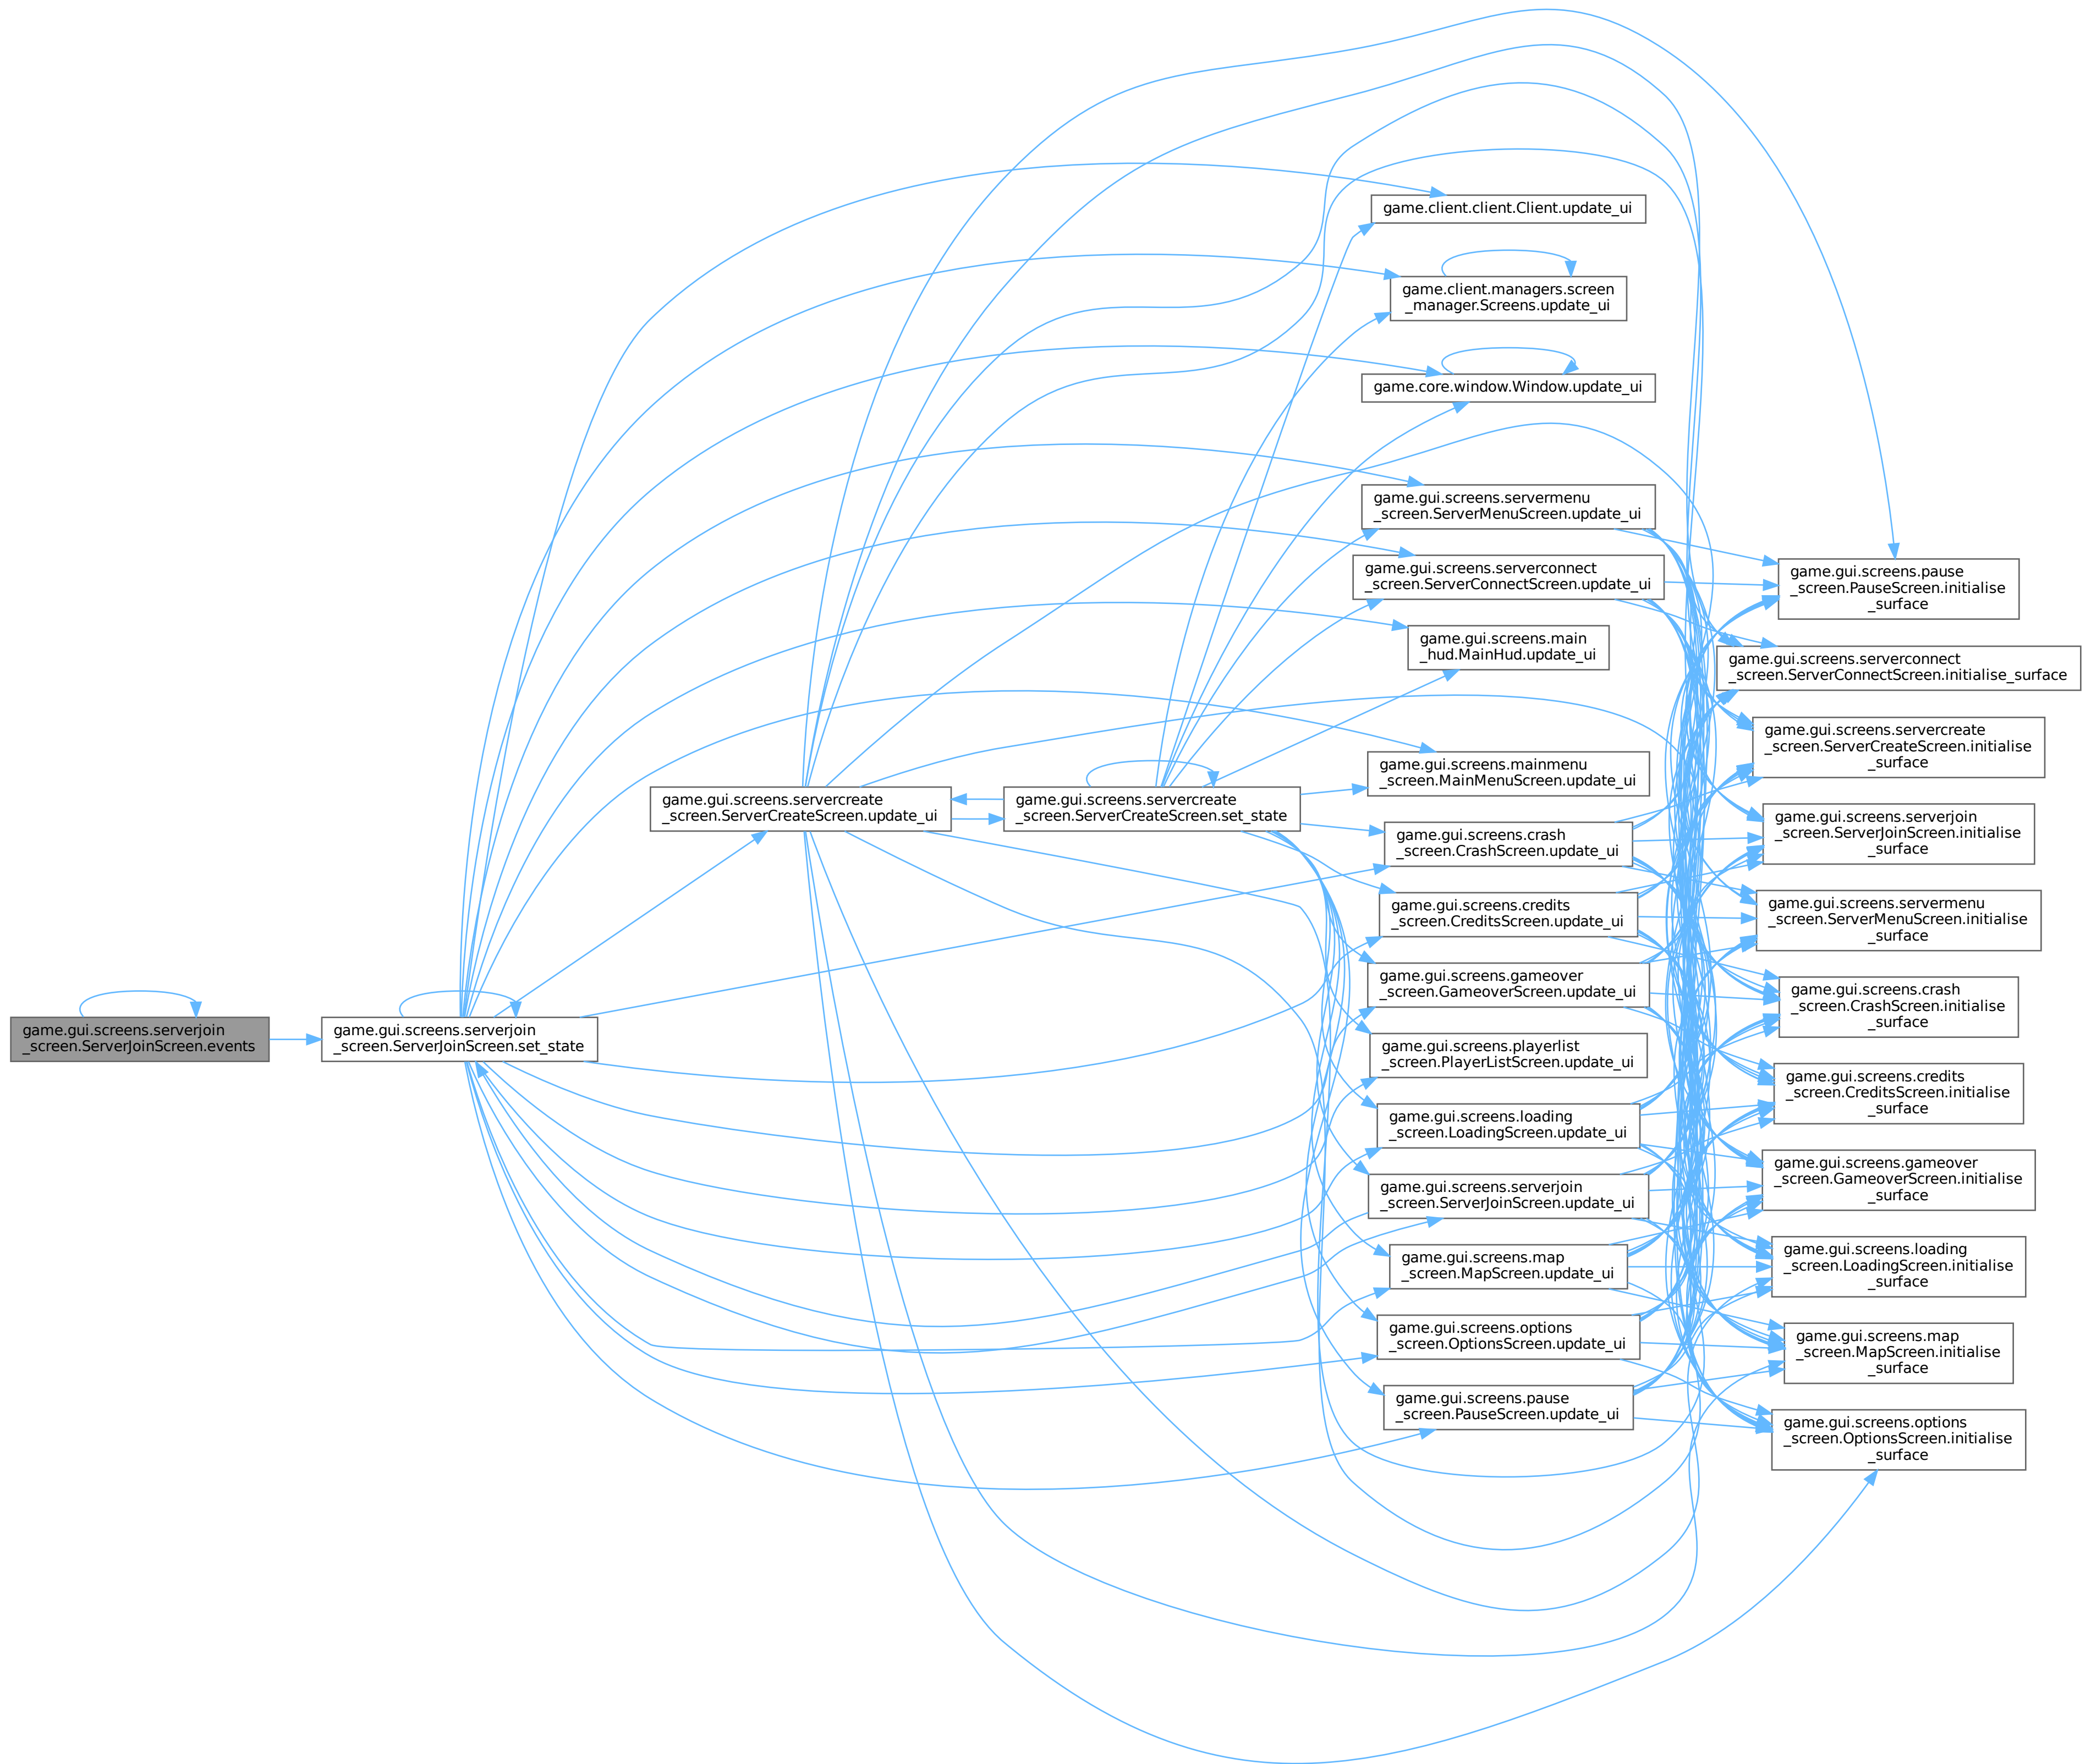 game.gui.screens.serverjoin
_screen.ServerJoinScreen.events
game.gui.screens.serverjoin
_screen.ServerJoinScreen.set_state
game.gui.screens.servercreate
_screen.ServerCreateScreen.update_ui
game.gui.screens.servercreate
_screen.ServerCreateScreen.set_state
game.client.client.Client.update_ui
game.client.managers.screen
_manager.Screens.update_ui
game.core.window.Window.update_ui
game.gui.screens.servermenu
_screen.ServerMenuScreen.update_ui
game.gui.screens.serverconnect
_screen.ServerConnectScreen.update_ui
game.gui.screens.main
_hud.MainHud.update_ui
game.gui.screens.mainmenu
_screen.MainMenuScreen.update_ui
game.gui.screens.crash
_screen.CrashScreen.update_ui
game.gui.screens.credits
_screen.CreditsScreen.update_ui
game.gui.screens.gameover
_screen.GameoverScreen.update_ui
game.gui.screens.playerlist
_screen.PlayerListScreen.update_ui
game.gui.screens.loading
_screen.LoadingScreen.update_ui
game.gui.screens.serverjoin
_screen.ServerJoinScreen.update_ui
game.gui.screens.map
_screen.MapScreen.update_ui
game.gui.screens.options
_screen.OptionsScreen.update_ui
game.gui.screens.pause
_screen.PauseScreen.update_ui
game.gui.screens.pause
_screen.PauseScreen.initialise
_surface
game.gui.screens.serverconnect
_screen.ServerConnectScreen.initialise_surface
game.gui.screens.servercreate
_screen.ServerCreateScreen.initialise
_surface
game.gui.screens.serverjoin
_screen.ServerJoinScreen.initialise
_surface
game.gui.screens.servermenu
_screen.ServerMenuScreen.initialise
_surface
game.gui.screens.crash
_screen.CrashScreen.initialise
_surface
game.gui.screens.credits
_screen.CreditsScreen.initialise
_surface
game.gui.screens.gameover
_screen.GameoverScreen.initialise
_surface
game.gui.screens.loading
_screen.LoadingScreen.initialise
_surface
game.gui.screens.map
_screen.MapScreen.initialise
_surface
game.gui.screens.options
_screen.OptionsScreen.initialise
_surface